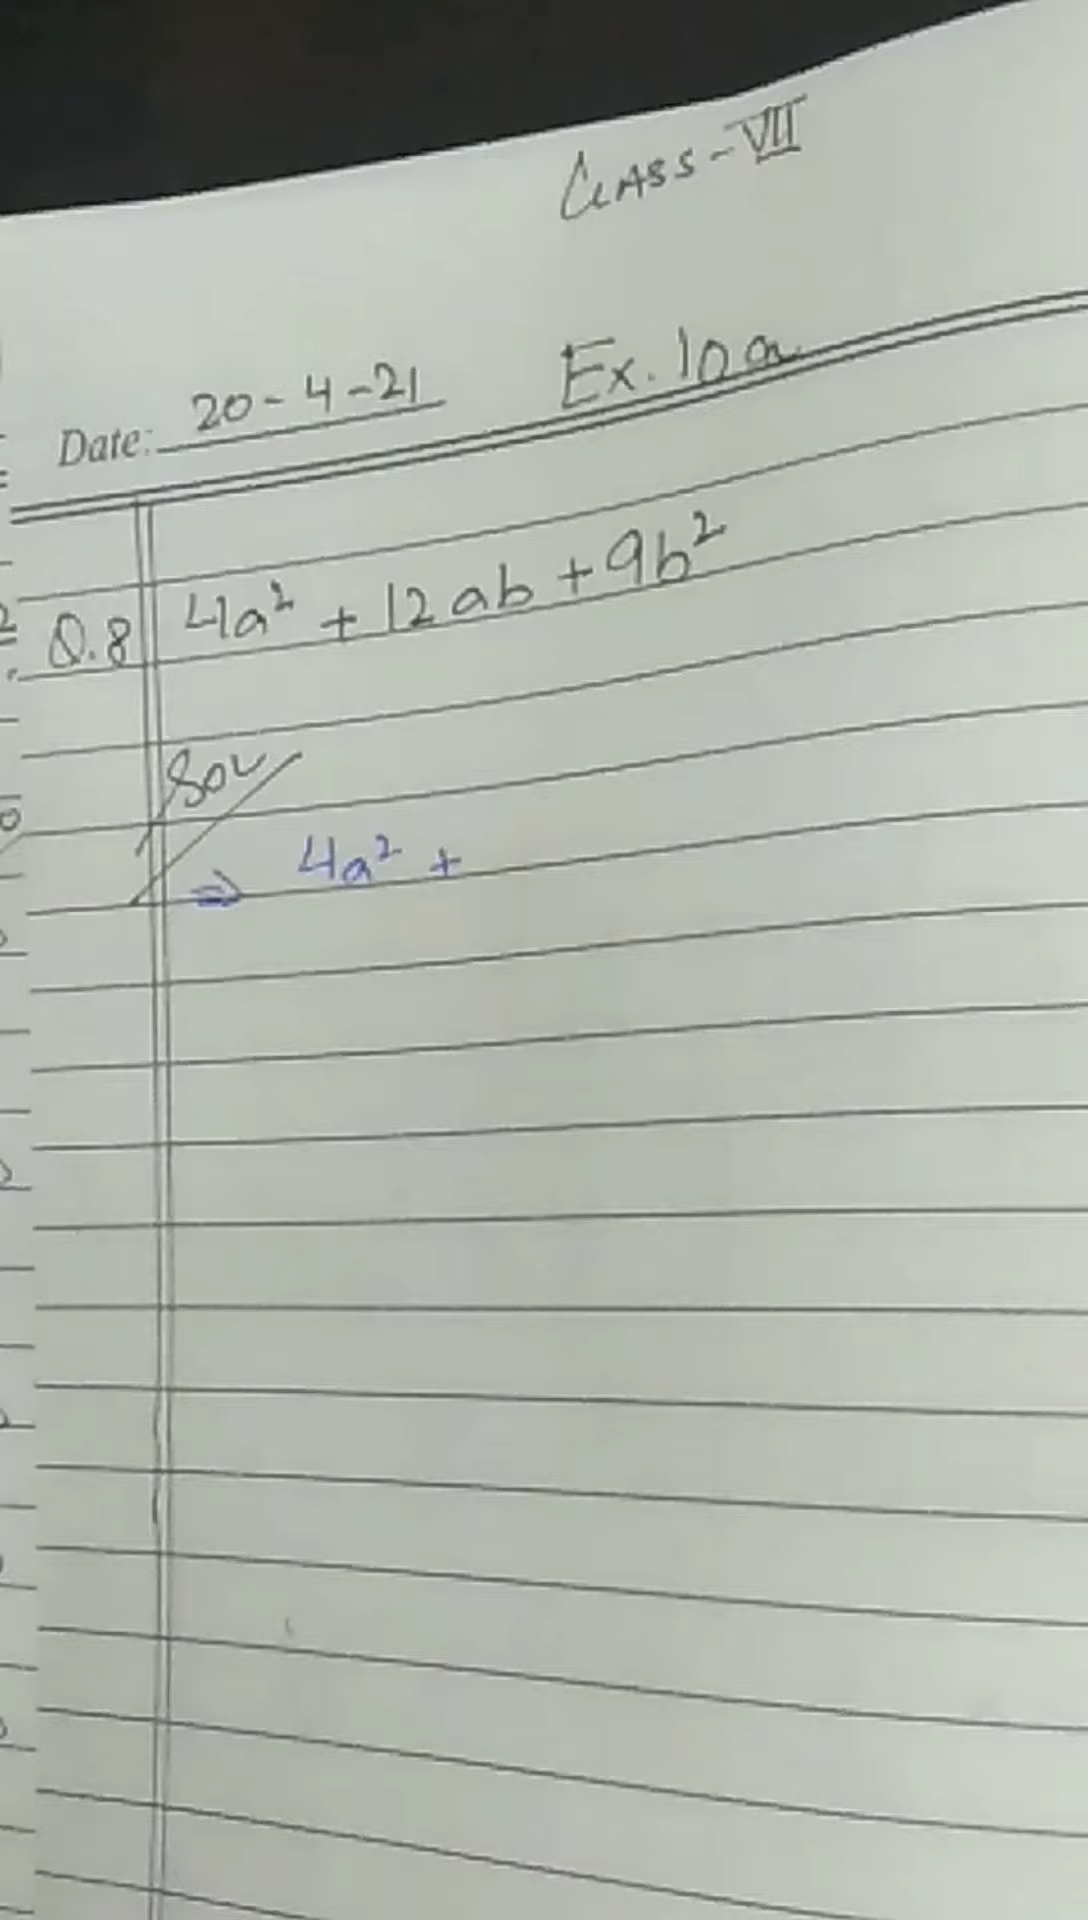 CLASS-VII
Date: 20-4-21 Ex. 10a
Q.8 4a² + 12ab + 9b²
Sol
⇒ 4a² +